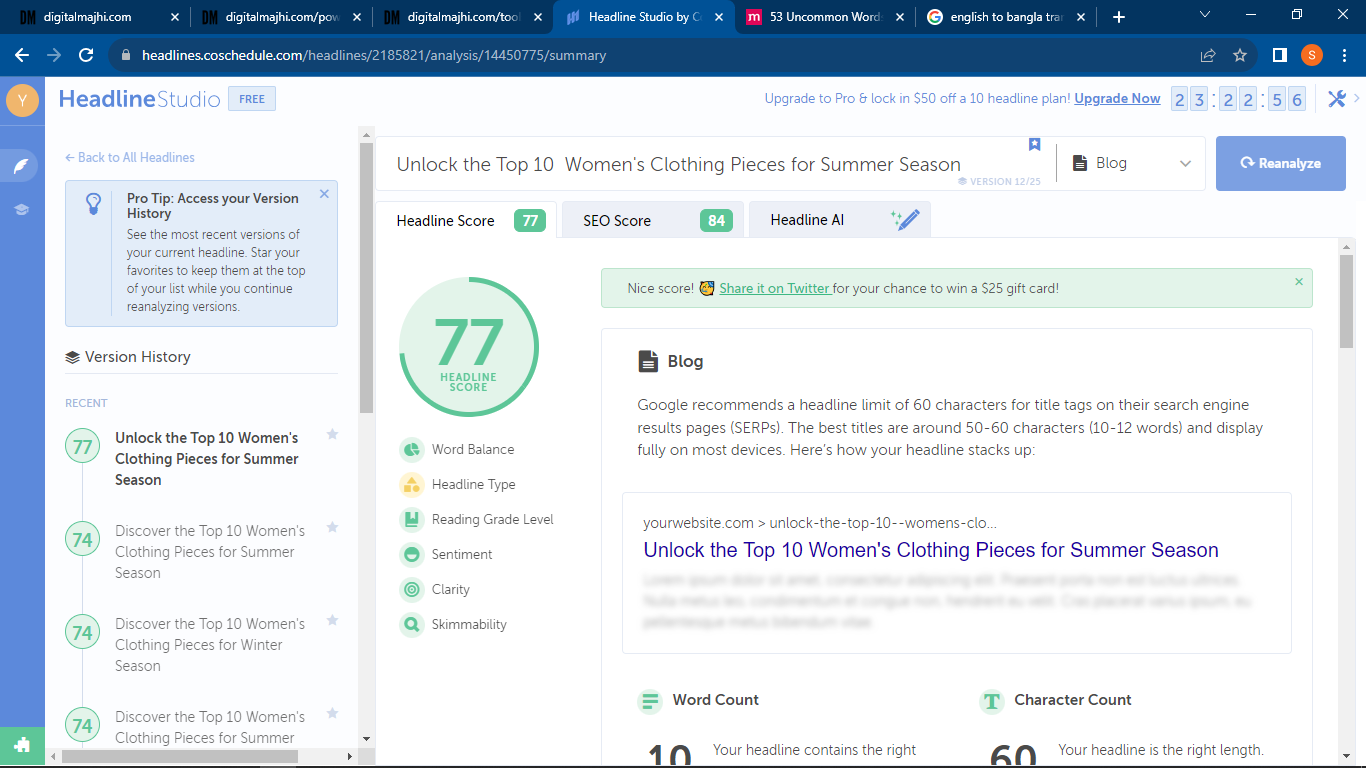 digitalmajhi.com
digitalmajhi.com/pow
digitalmajhi.com/tool
Headline Studio by C
53 Uncommon Word
english to bangla tra
headlines.coschedule.com/headlines/2185821/analysis/14450775/summary
S
Y
HeadlineStudio
FREE
Upgrade to Pro & lock in $50 off a 10 headline plan! Upgrade Now
23:22:56
← Back to All Headlines
Pro Tip: Access your Version
History
See the most recent versions of
your current headline. Star your
favorites to keep them at the top
of your list while you continue
reanalyzing versions.
Version History
RECENT
77
Unlock the Top 10 Women's
Clothing Pieces for Summer
Season
74
Discover the Top 10 Women's
Clothing Pieces for Summer
Season
74
Discover the Top 10 Women's
Clothing Pieces for Winter
Season
74
Discover the Top 10 Women's
Clothing Pieces for Summer
Unlock the Top 10  Women's Clothing Pieces for Summer Season
VERSION 12/25
Blog
Reanalyze
Headline Score 77
SEO Score 84
Headline AI
77
HEADLINE
SCORE
Word Balance
Headline Type
Reading Grade Level
Sentiment
Clarity
Skimmability
Nice score! 🥳 Share it on Twitter for your chance to win a $25 gift card!
Blog
Google recommends a headline limit of 60 characters for title tags on their search engine
results pages (SERPs). The best titles are around 50-60 characters (10-12 words) and display
fully on most devices. Here's how your headline stacks up:
yourwebsite.com > unlock-the-top-10--womens-clo...
Unlock the Top 10 Women's Clothing Pieces for Summer Season
Word Count
10
Your headline contains the right
Character Count
60
Your headline is the right length.